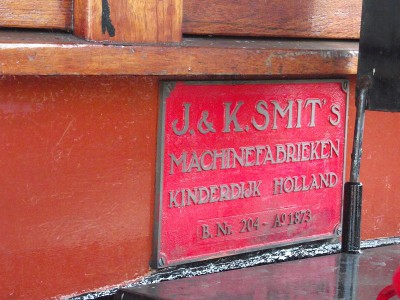 J. & K. SMIT'S
MACHINEFABRIEKEN
KINDERDIJK HOLLAND
B. Nr. 204 - Ao 1873